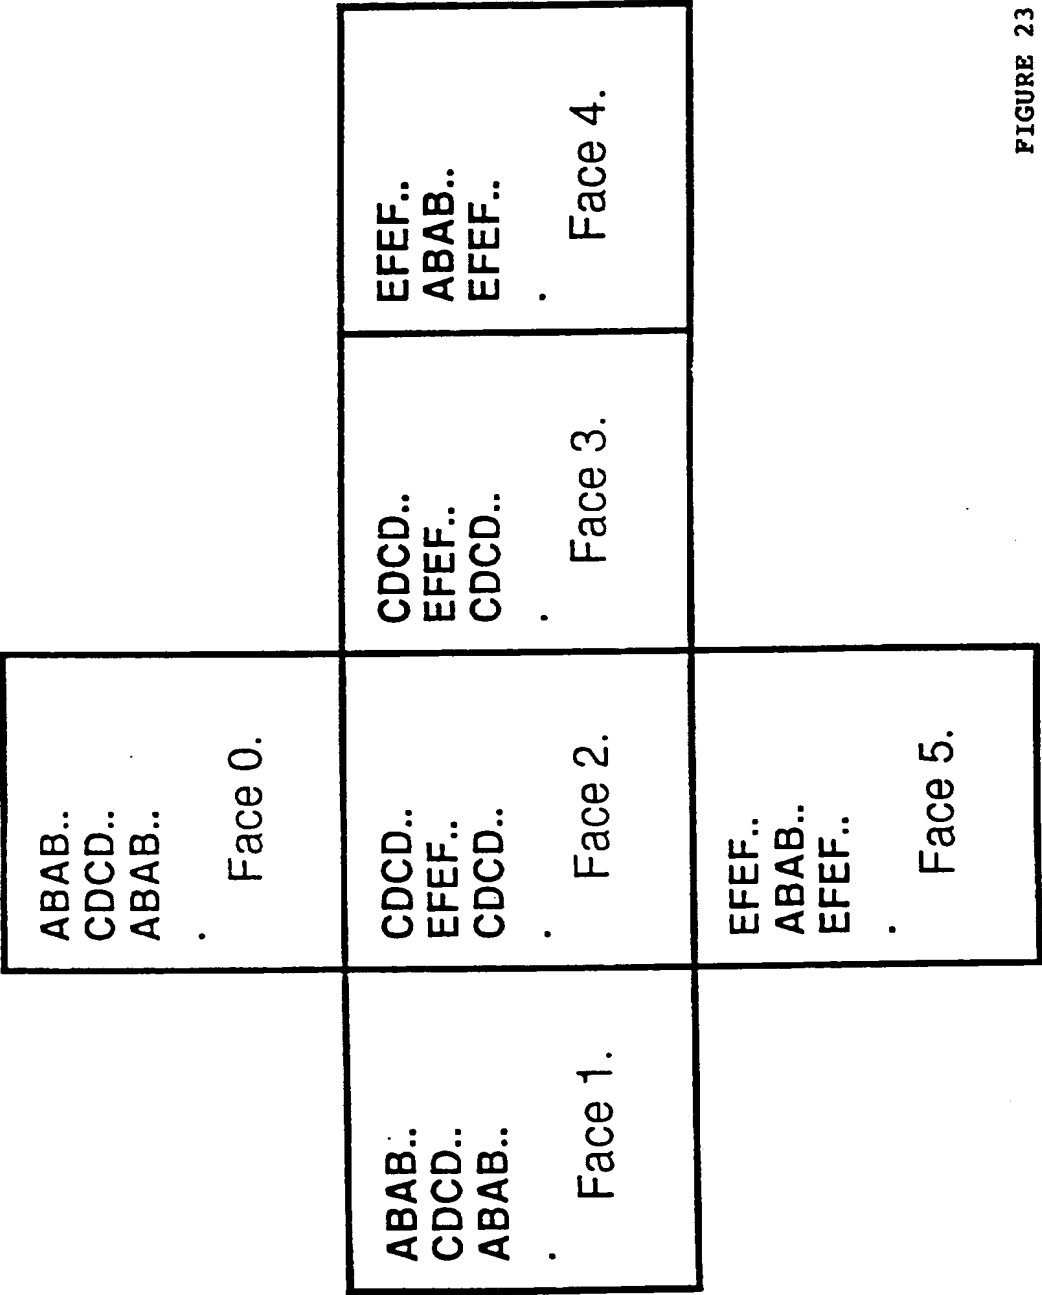 ABAB..
CDCD..
ABAB..
.
Face 0.
ABAB..
CDCD..
ABAB..
.
Face 1.
CDCD..
EFEF..
CDCD..
.
Face 2.
CDCD..
EFEF..
CDCD..
.
Face 3.
EFEF..
ABAB..
EFEF..
.
Face 4.
EFEF..
ABAB..
EFEF..
.
Face 5.
FIGURE 23